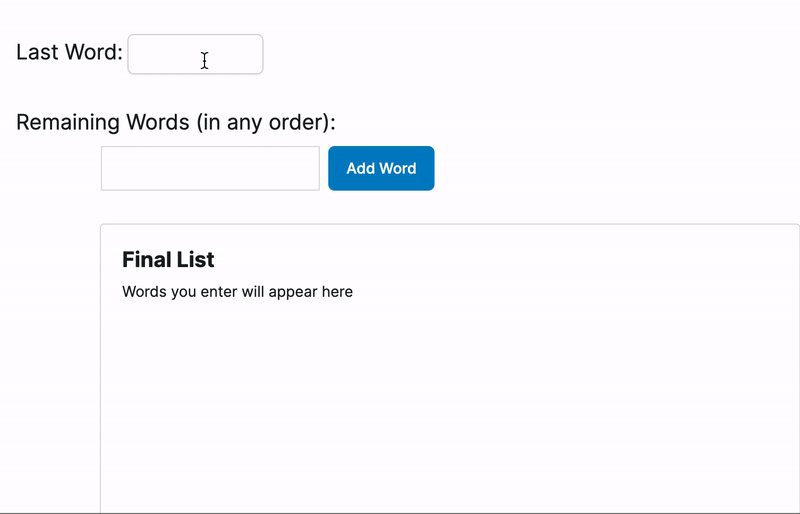 Last Word:
Remaining Words (in any order):
Add Word
Final List
Words you enter will appear here